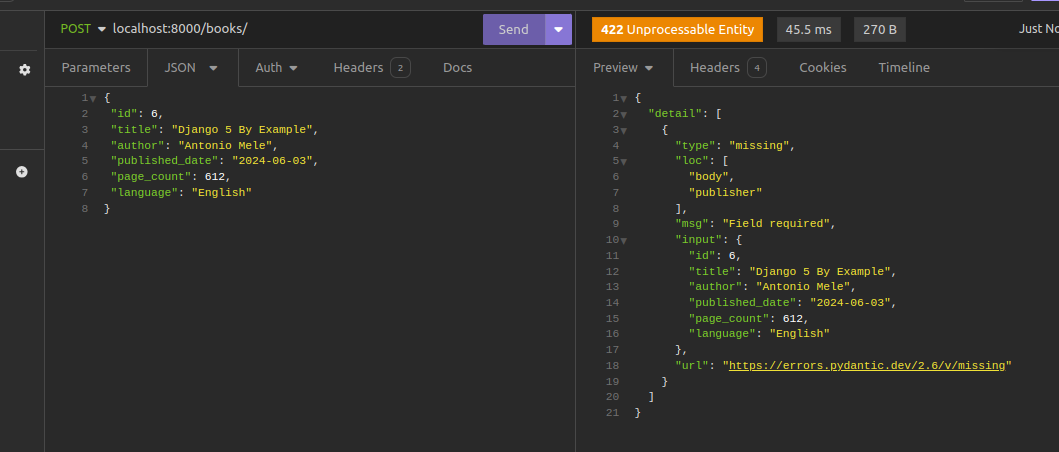 POST localhost:8000/books/ Send
422 Unprocessable Entity 45.5 ms 270 B Just No
Parameters JSON Auth Headers 2 Docs
Preview Headers 4 Cookies Timeline
1 {
2 "id": 6,
3 "title": "Django 5 By Example",
4 "author": "Antonio Mele",
5 "published_date": "2024-06-03",
6 "page_count": 612,
7 "language": "English"
8 }
1 {
2 "detail": [
3 {
4 "type": "missing",
5 "loc": [
6 "body",
7 "publisher"
8 ],
9 "msg": "Field required",
10 "input": {
11 "id": 6,
12 "title": "Django 5 By Example",
13 "author": "Antonio Mele",
14 "published_date": "2024-06-03",
15 "page_count": 612,
16 "language": "English"
17 },
18 "url": "https://errors.pydantic.dev/2.6/v/missing"
19 }
20 ]
21 }